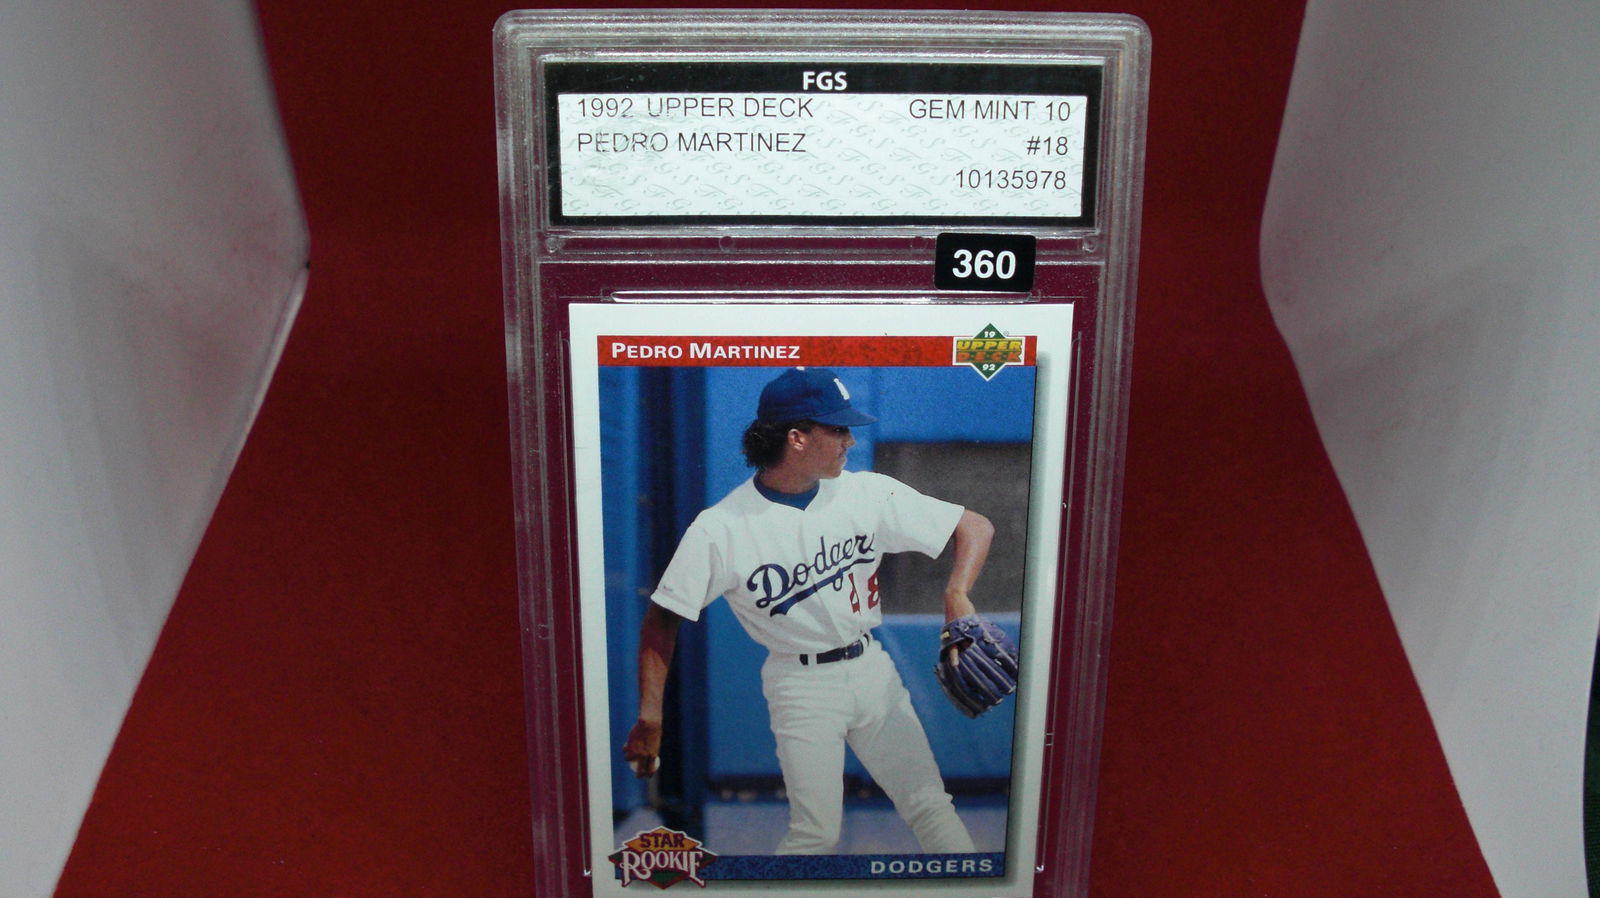 FGS
1992 UPPER DECK GEM MINT 10
PEDRO MARTINEZ #18
10135978
360
PEDRO MARTINEZ
19
UPPER
DECK
92
Dodgers
48
STAR
ROOKIE
DODGERS